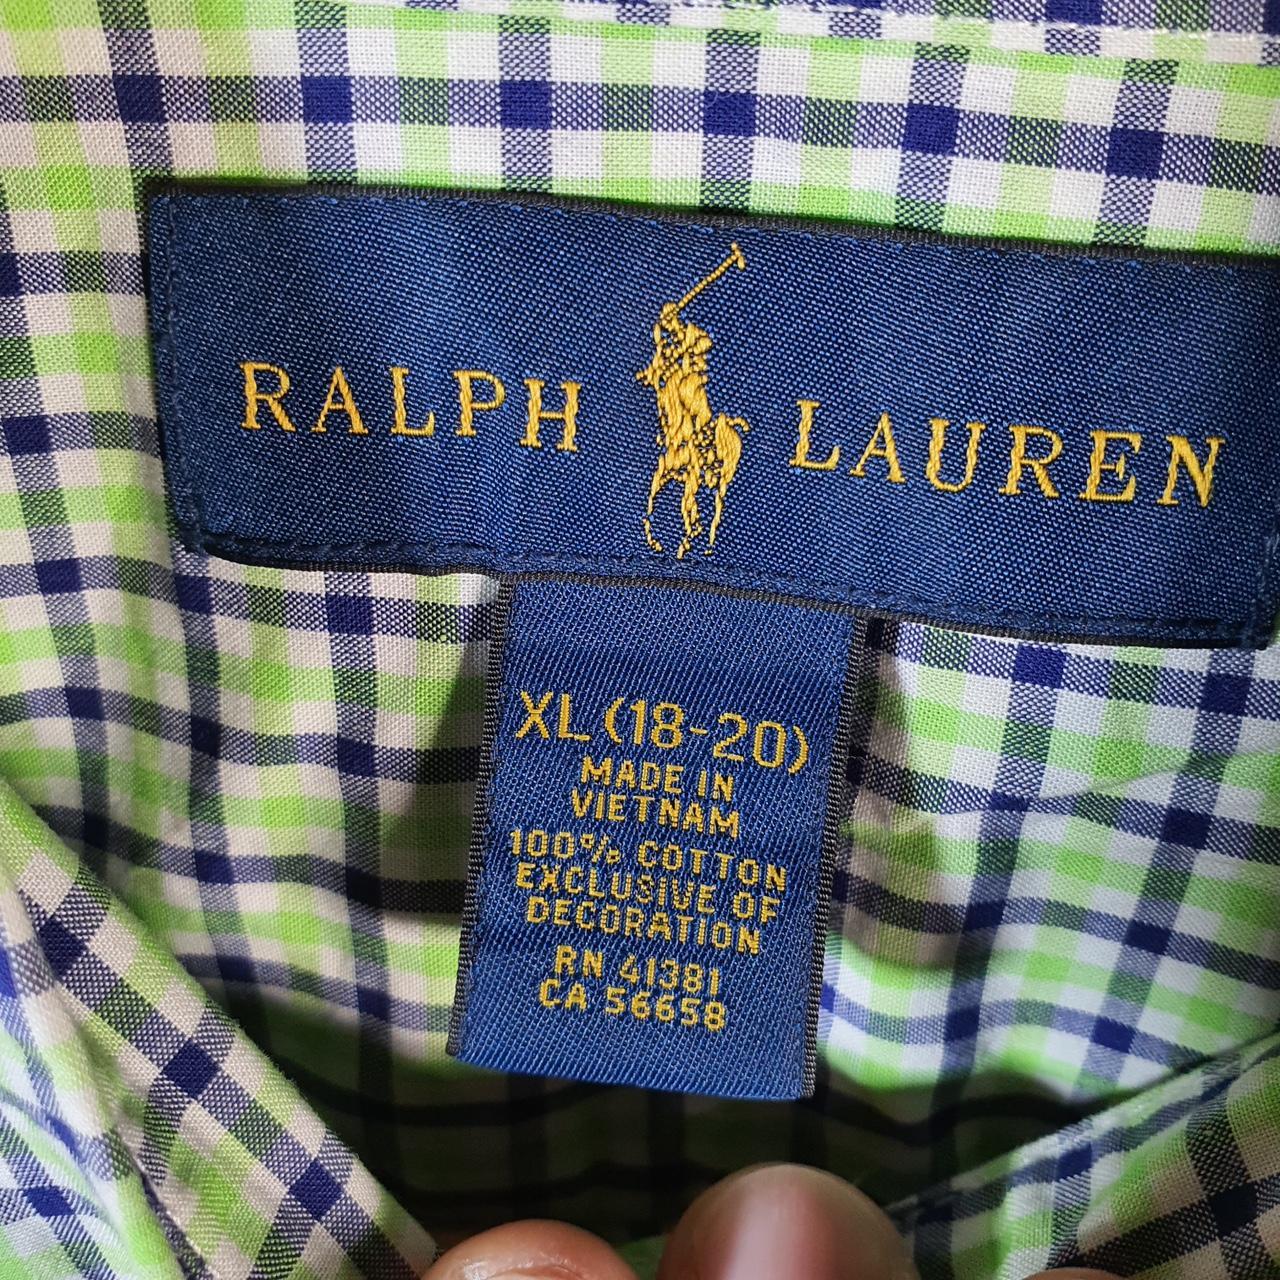 RALPH LAUREN
XL (18-20)
MADE IN
VIETNAM
100% COTTON
EXCLUSIVE OF
DECORATION
RN 41381
CA 56658